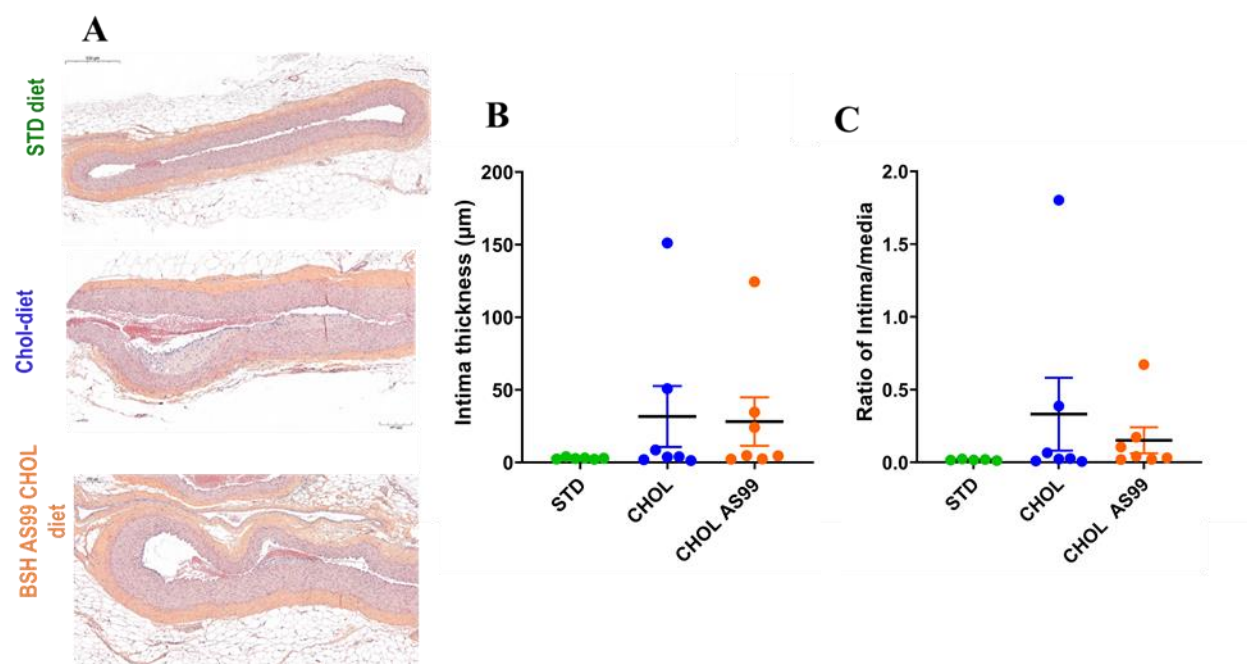 A
STD diet
Chol-diet
BSH AS99 CHOL
diet
B
Intima thickness (µm)
200
150
100
50
0
STD
CHOL
CHOL AS99
C
Ratio of Intima/media
2.0
1.5
1.0
0.5
0.0
STD
CHOL
CHOL AS99